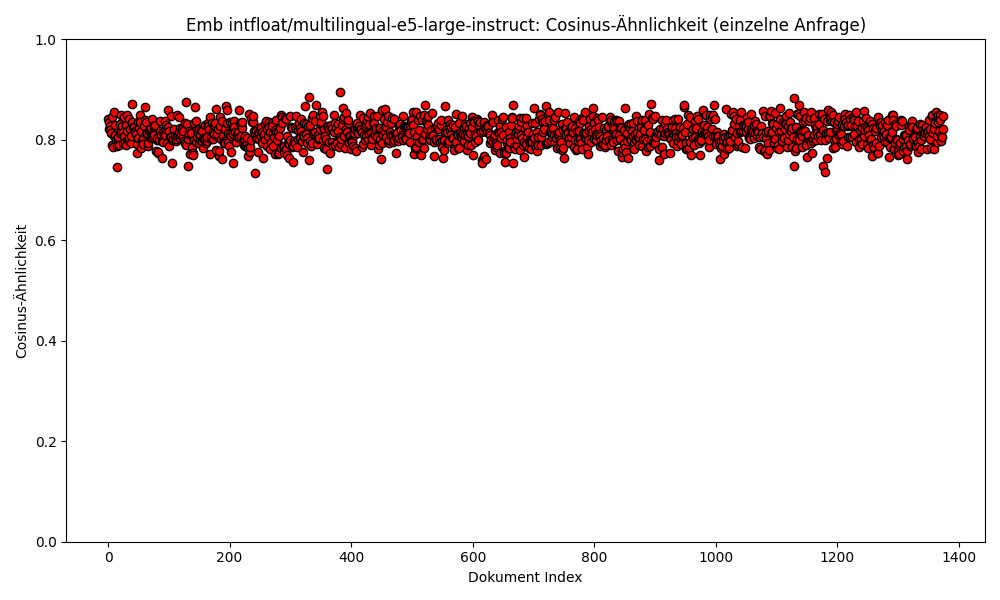 Emb intfloat/multilingual-e5-large-instruct: Cosinus-Ähnlichkeit (einzelne Anfrage)
1.0
0.8
0.6
0.4
0.2
0.0
Cosinus-Ähnlichkeit
0 200 400 600 800 1000 1200 1400
Dokument Index